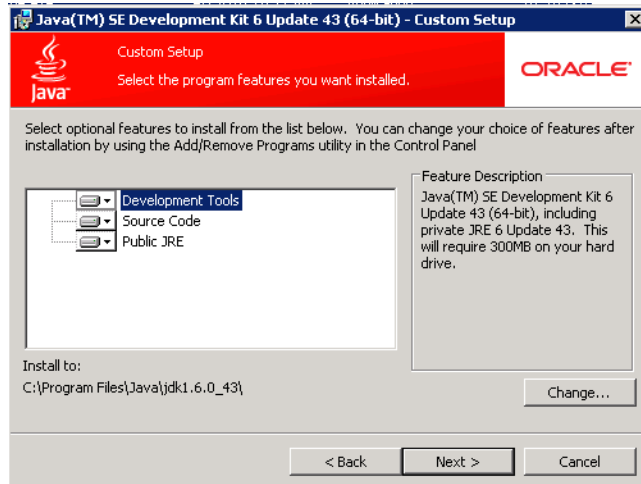 Java(TM) SE Development Kit 6 Update 43 (64-bit) - Custom Setup
Custom Setup
Select the program features you want installed.
Java™
ORACLE®
Select optional features to install from the list below. You can change your choice of features after
installation by using the Add/Remove Programs utility in the Control Panel
Development Tools
Source Code
Public JRE
Feature Description
Java(TM) SE Development Kit 6
Update 43 (64-bit), including
private JRE 6 Update 43. This
will require 300MB on your hard
drive.
Install to:
C:\Program Files\Java\jdk1.6.0_43\
Change...
< Back
Next >
Cancel